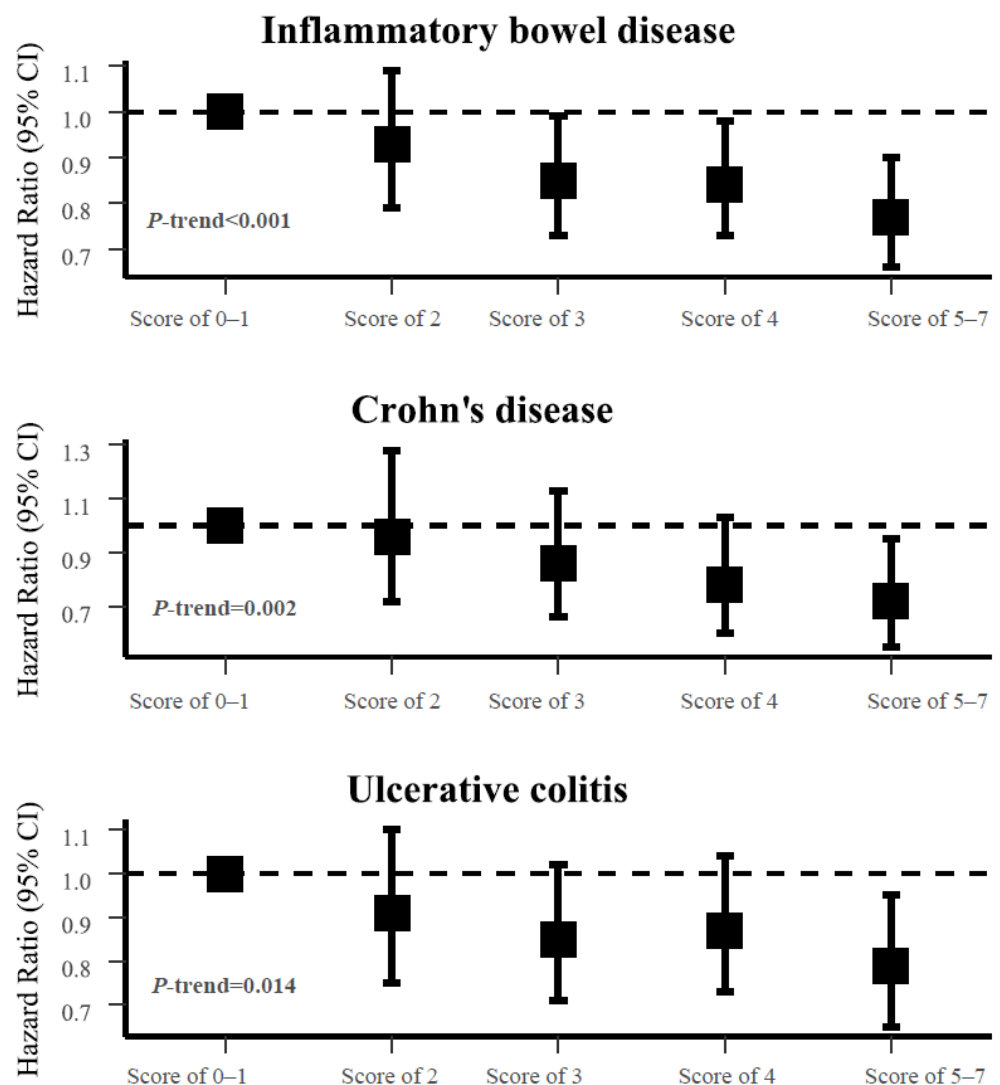 Inflammatory bowel disease
Hazard Ratio (95% CI)
1.1
1.0
0.9
0.8
0.7
P-trend<0.001
Score of 0–1 Score of 2 Score of 3 Score of 4 Score of 5–7
Crohn's disease
Hazard Ratio (95% CI)
1.3
1.1
0.9
0.7
P-trend=0.002
Score of 0–1 Score of 2 Score of 3 Score of 4 Score of 5–7
Ulcerative colitis
Hazard Ratio (95% CI)
1.1
1.0
0.9
0.8
0.7
P-trend=0.014
Score of 0–1 Score of 2 Score of 3 Score of 4 Score of 5–7